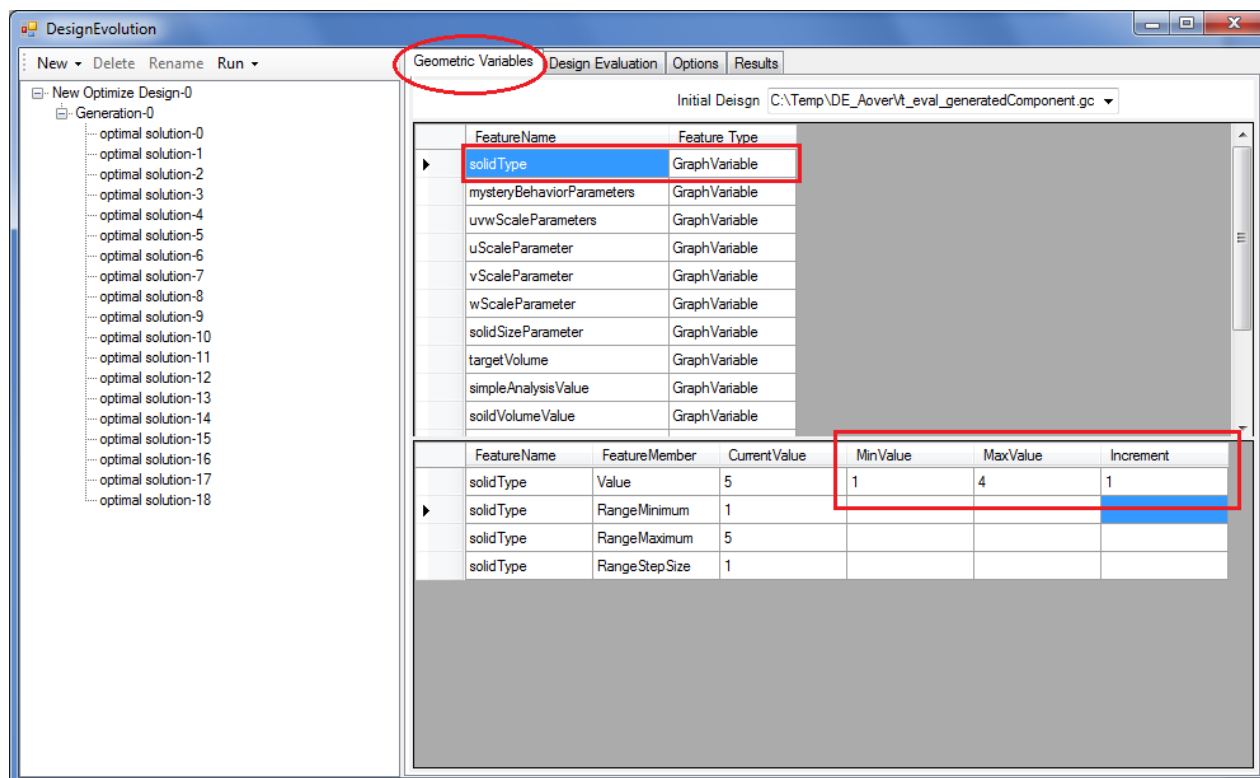 DesignEvolution
New Delete Rename Run
New Optimize Design-0
Generation-0
optimal solution-0
optimal solution-1
optimal solution-2
optimal solution-3
optimal solution-4
optimal solution-5
optimal solution-6
optimal solution-7
optimal solution-8
optimal solution-9
optimal solution-10
optimal solution-11
optimal solution-12
optimal solution-13
optimal solution-14
optimal solution-15
optimal solution-16
optimal solution-17
optimal solution-18
Geometric Variables Design Evaluation Options Results
Initial Deisgn C:\Temp\DE_AoverVt_eval_generatedComponent.gc
FeatureName Feature Type
solidType GraphVariable
mysteryBehaviorParameters GraphVariable
uvwScaleParameters GraphVariable
uScaleParameter GraphVariable
vScaleParameter GraphVariable
wScaleParameter GraphVariable
solidSizeParameter GraphVariable
targetVolume GraphVariable
simpleAnalysisValue GraphVariable
soildVolumeValue GraphVariable
FeatureName FeatureMember CurrentValue MinValue MaxValue Increment
solidType Value 5 1 4 1
solidType RangeMinimum 1
solidType RangeMaximum 5
solidType RangeStepSize 1